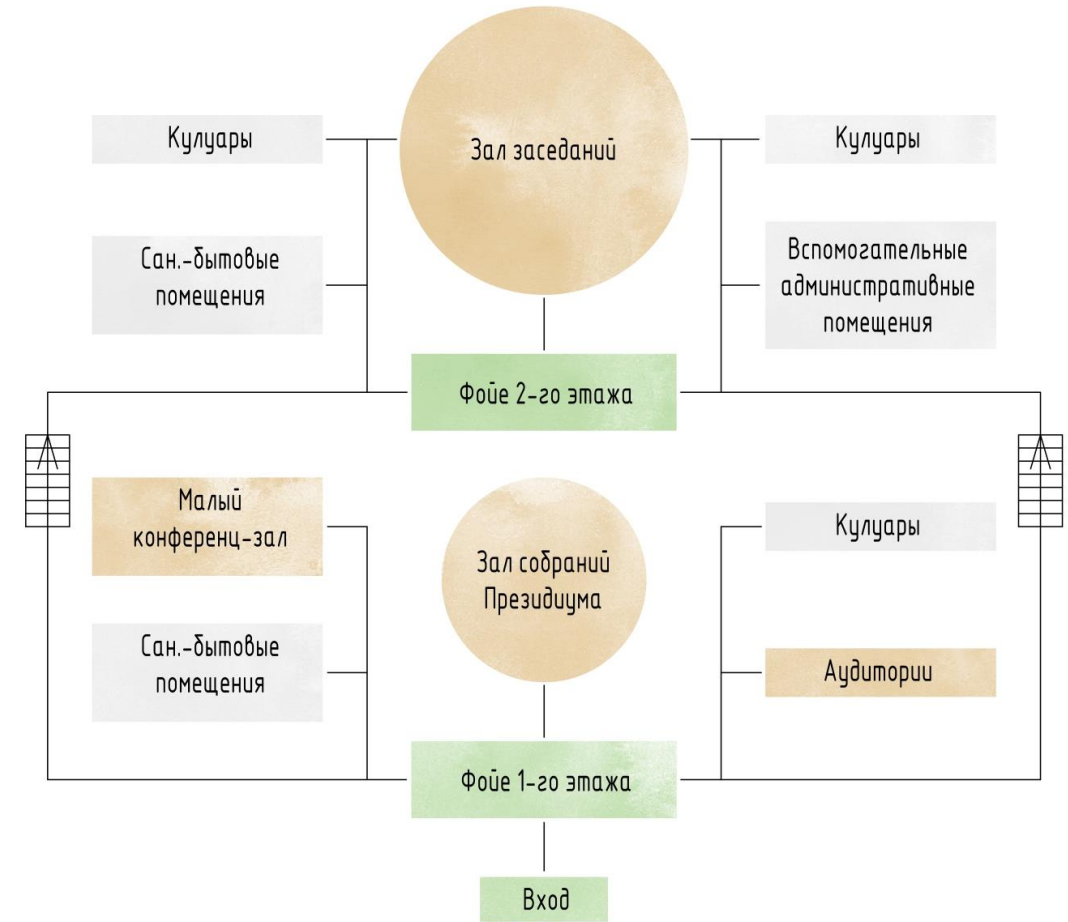 Кулуары
Зал заседаний
Кулуары
Сан.-бытовые
помещения
Вспомогательные
административные
помещения
Фойе 2-го этажа
Малый
конференц-зал
Зал собраний
Президиума
Кулуары
Сан.-бытовые
помещения
Аудитории
Фойе 1-го этажа
Вход